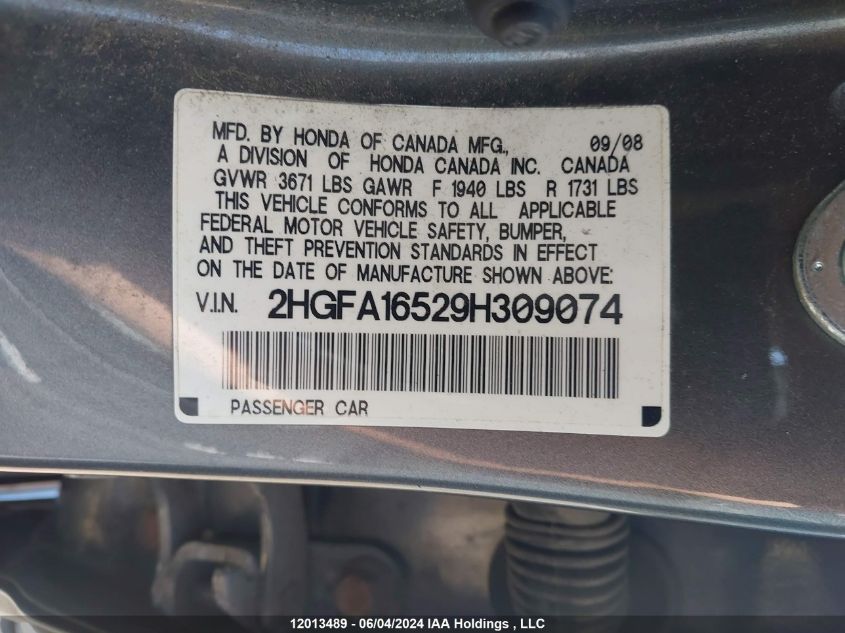 MFD. BY HONDA OF CANADA MFG., 09/08
A DIVISION OF HONDA CANADA INC. CANADA
GVWR 3671 LBS GAWR F 1940 LBS R 1731 LBS
THIS VEHICLE CONFORMS TO ALL APPLICABLE
FEDERAL MOTOR VEHICLE SAFETY, BUMPER,
AND THEFT PREVENTION STANDARDS IN EFFECT
ON THE DATE OF MANUFACTURE SHOWN ABOVE:
V.I.N. 2HGFA16529H309074
PASSENGER CAR
12013489 - 06/04/2024 IAA Holdings , LLC